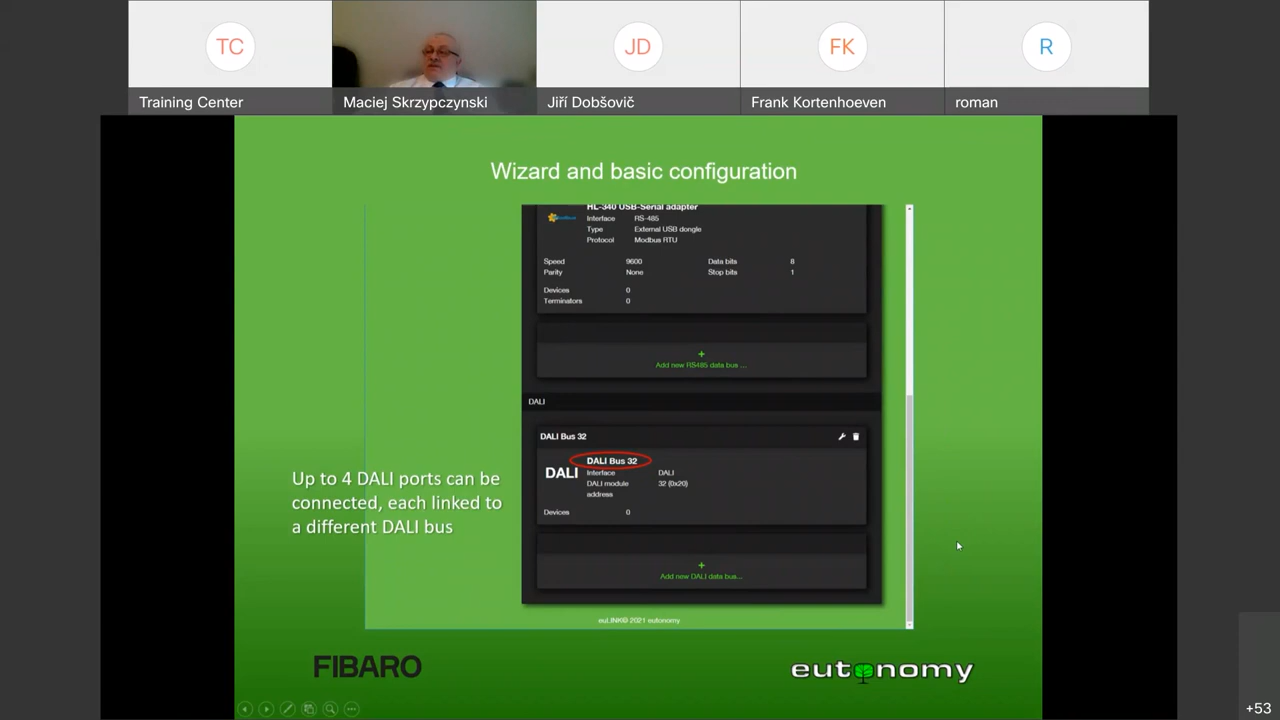 TC
JD
FK
R
Training Center
Maciej Skrzypczynski
Jiří Dobšovič
Frank Kortenhoeven
roman
Wizard and basic configuration
HL-340 USB-Serial adapter
Interface RS-485
Type External USB dongle
Protocol Modbus RTU
Speed 9600 Data bits 8
Parity None Stop bits 1
Devices 0
Terminators 0
+
Add new RS485 data bus ...
DALI
DALI Bus 32
DALI Bus 32
DALI
Interface DALI
DALI module 32 (0x20)
address
Devices 0
+
Add new DALI data bus...
Up to 4 DALI ports can be
connected, each linked to
a different DALI bus
euLINK© 2021 eutonomy
FIBARO
eutonomy
+53